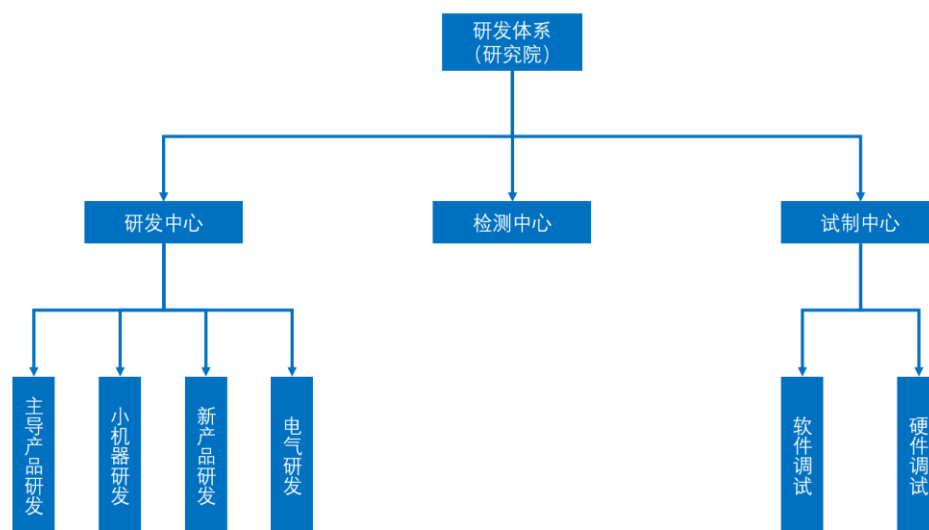 研发体系
（研究院）
研发中心
检测中心
试制中心
主导产品研发
小机器研发
新产品研发
电气研发
软件调试
硬件调试